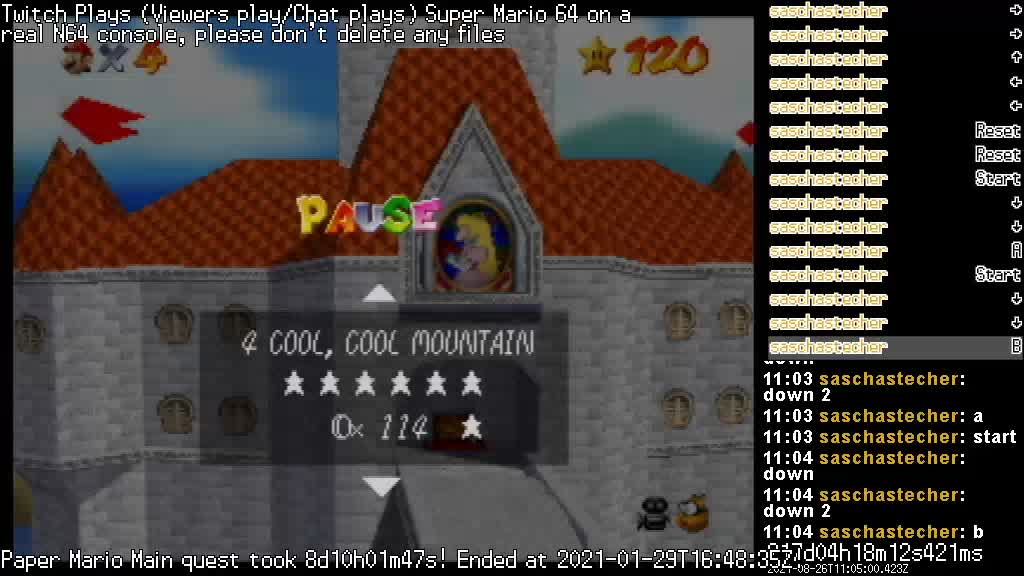 Twitch Plays (Viewers play/Chat plays) Super Mario 64 on a
real N64 console, please don't delete any files
4
120
PAUSE
4 COOL, COOL MOUNTAIN
× 114
Paper Mario Main quest took 8d10h01m47s! Ended at 2021-01-29T16:48:
saschastecher →
saschastecher →
saschastecher ↑
saschastecher ←
saschastecher ←
saschastecher Reset
saschastecher Reset
saschastecher Start
saschastecher ↓
saschastecher ↓
saschastecher A
saschastecher Start
saschastecher ↓
saschastecher ↓
saschastecher B
down
11:03 saschastecher:
down 2
11:03 saschastecher: a
11:03 saschastecher: start
11:04 saschastecher:
down
11:04 saschastecher:
down 2
11:04 saschastecher: b
04h18m12s421ms